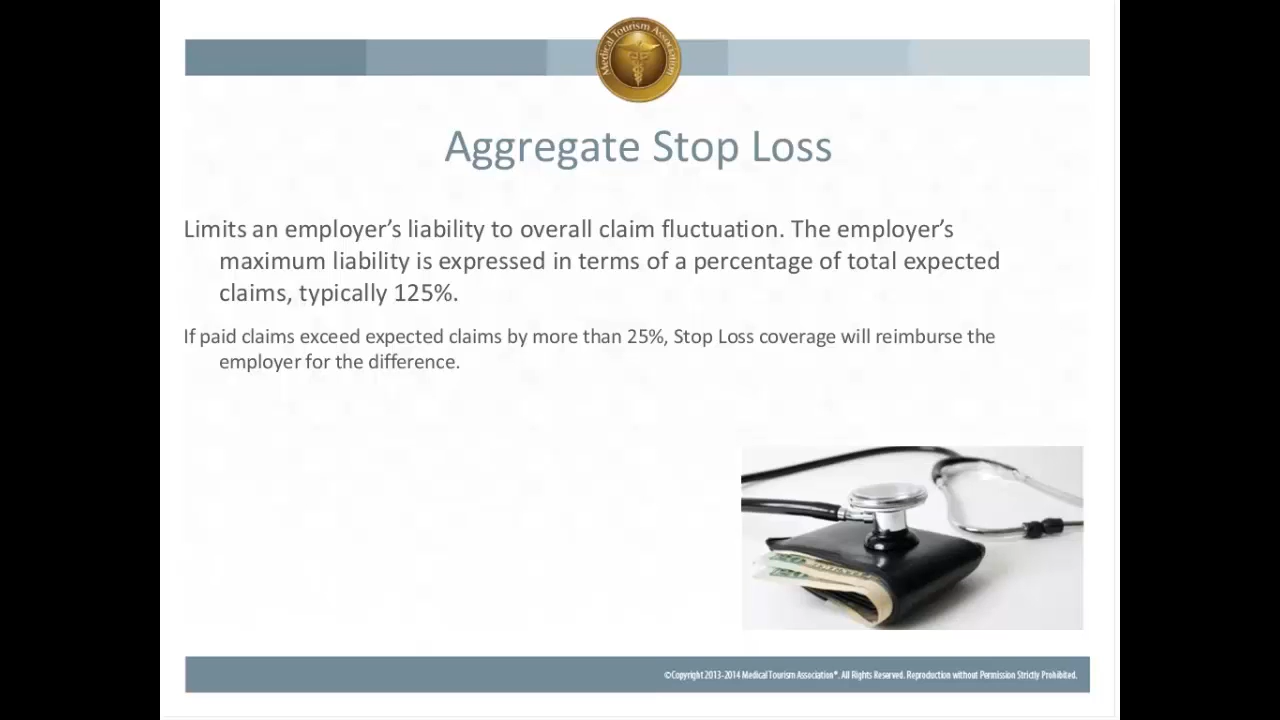 Medical Tourism Association
Aggregate Stop Loss
Limits an employer’s liability to overall claim fluctuation. The employer’s
maximum liability is expressed in terms of a percentage of total expected
claims, typically 125%.
If paid claims exceed expected claims by more than 25%, Stop Loss coverage will reimburse the
employer for the difference.
©Copyright 2013-2014 Medical Tourism Association®. All Rights Reserved. Reproduction without Permission Strictly Prohibited.